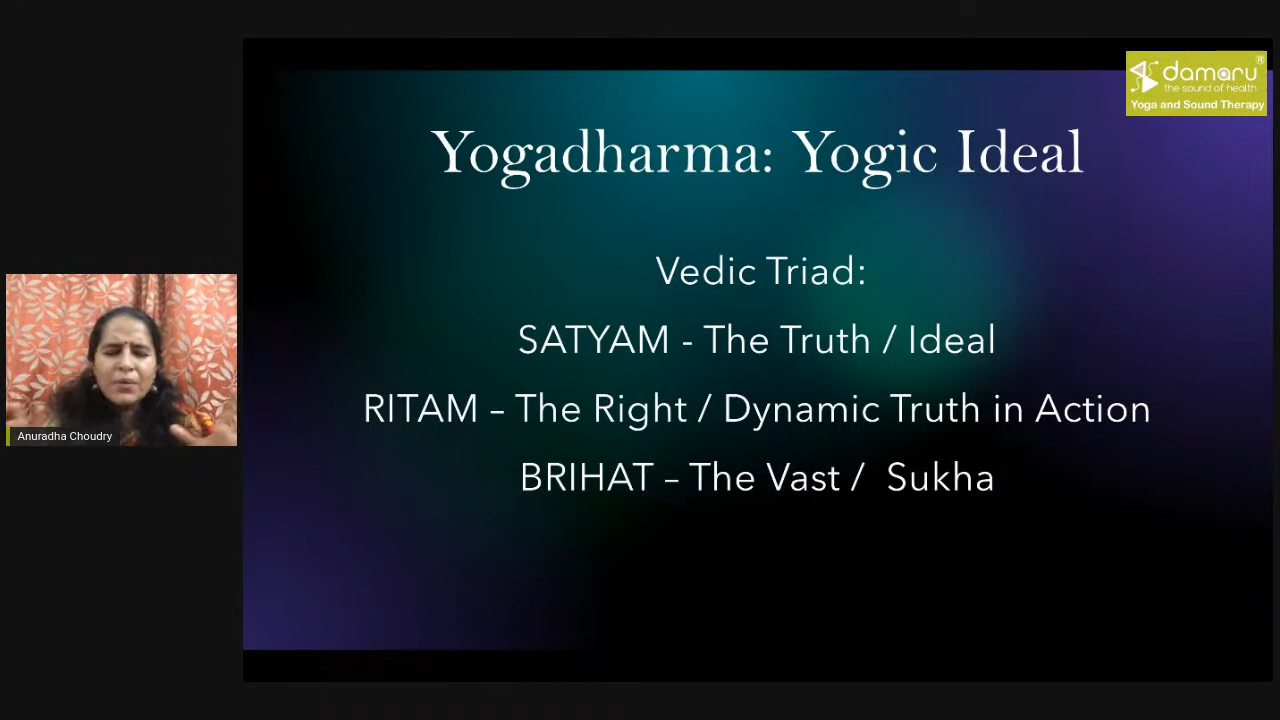 damaru®
the sound of health
Yoga and Sound Therapy
Yogadharma: Yogic Ideal
Vedic Triad:
SATYAM - The Truth / Ideal
RITAM – The Right / Dynamic Truth in Action
BRIHAT – The Vast / Sukha
Anuradha Choudry